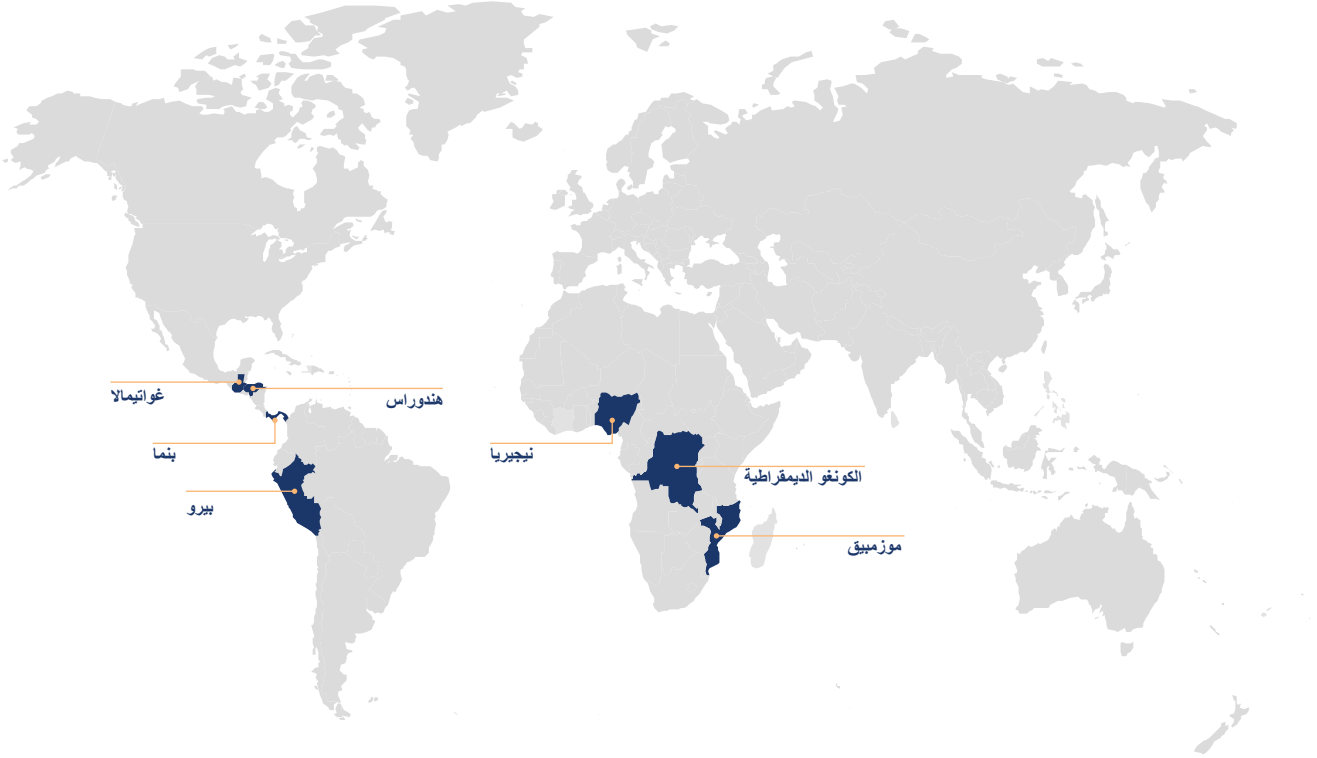 غواتيمالا
هندوراس
بنما
نيجيريا
الكونغو الديمقراطية
بيرو
موزمبيق